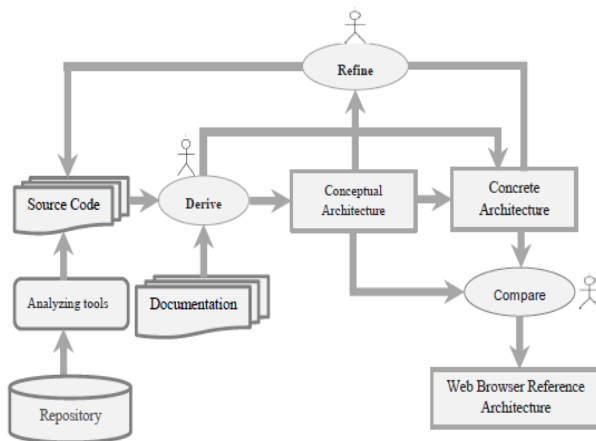 Refine
Source Code
Derive
Conceptual
Architecture
Concrete
Architecture
Analyzing tools
Documentation
Compare
Repository
Web Browser Reference
Architecture